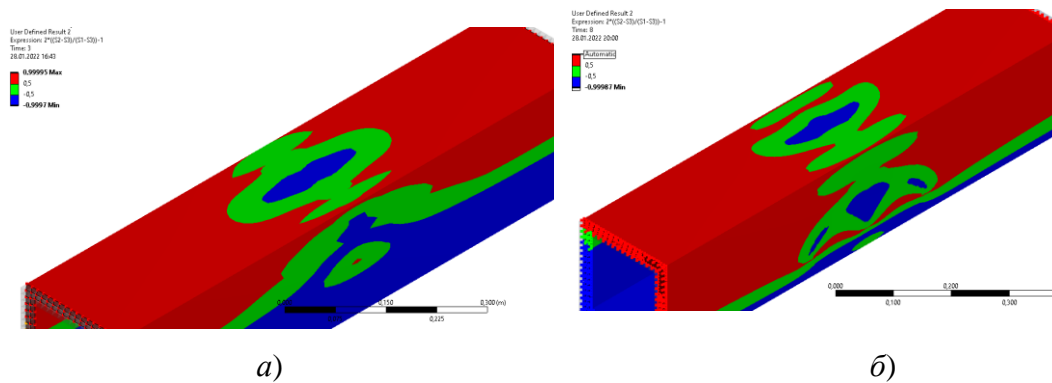 User Defined Result 2
Expression: 2*((S2-S3)/(S1-S3))-1
Time: 3
28.01.2022 16:43
0,99995 Max
0,5
-0,5
-0,9997 Min
0,150
0,300 (m)
0,225
User Defined Result 2
Expression: 2*((S2-S3)/(S1-S3))-1
Time: 8
28.01.2022 20:00
Automatic
0,5
-0,5
-0,99987 Min
0,000
0,200
0,100
0,300
а)
б)